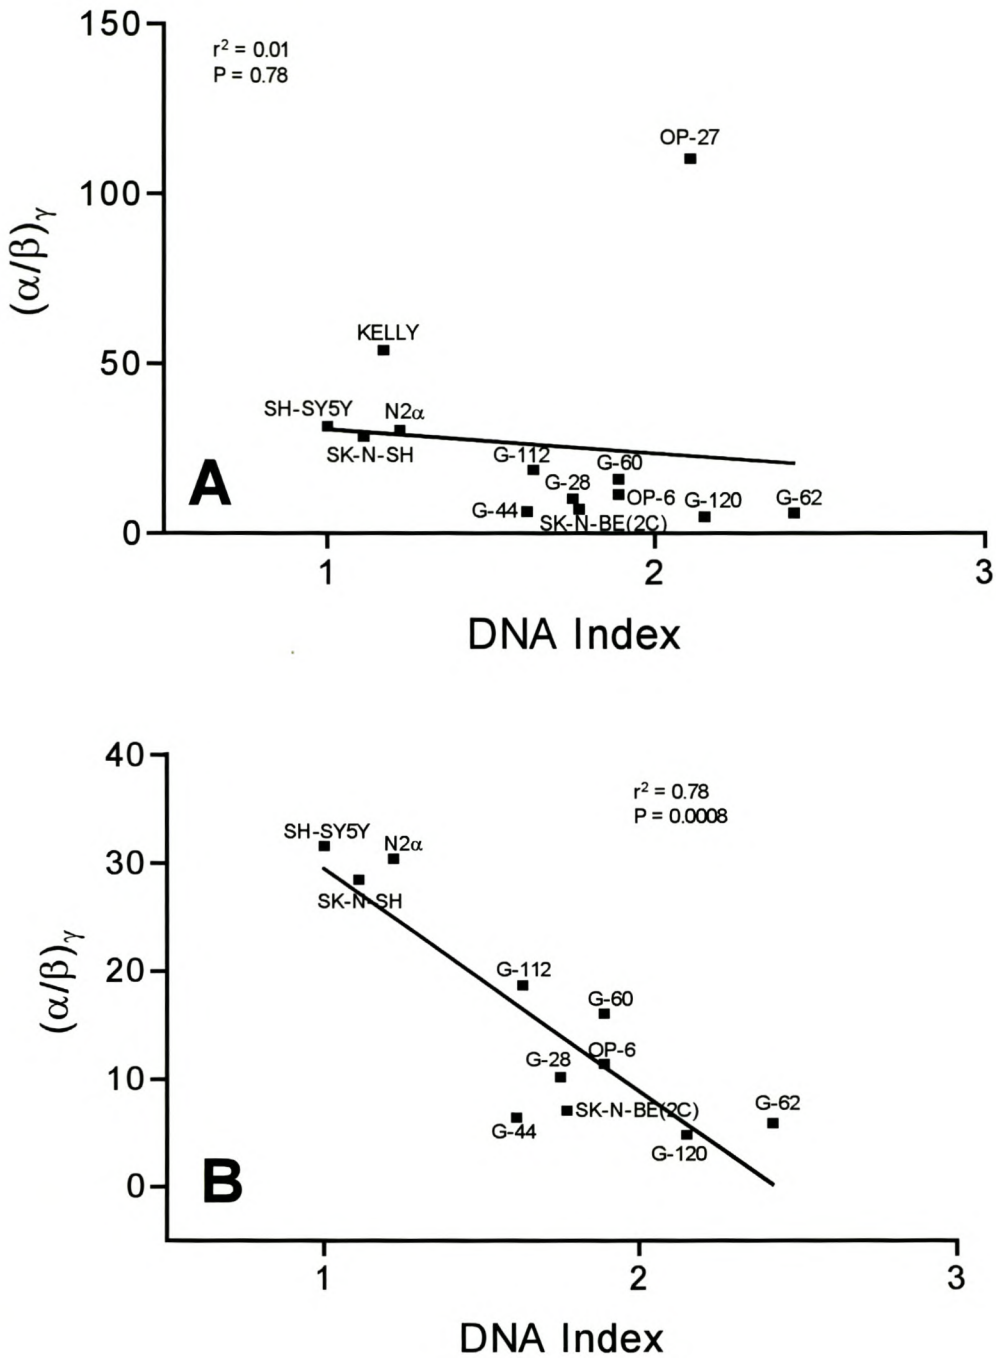 150
r² = 0.01
P = 0.78
OP-27
100
(α/β)γ
KELLY
50
SH-SY5Y
N2α
SK-N-SH
G-112
G-60
G-28
OP-6
G-120
G-62
G-44
SK-N-BE(2C)
A
0
1
2
3
DNA Index
40
r² = 0.78
P = 0.0008
SH-SY5Y
N2α
30
SK-N-SH
(α/β)γ
20
G-112
G-60
OP-6
G-28
10
SK-N-BE(2C)
G-62
G-44
G-120
0
B
1
2
3
DNA Index